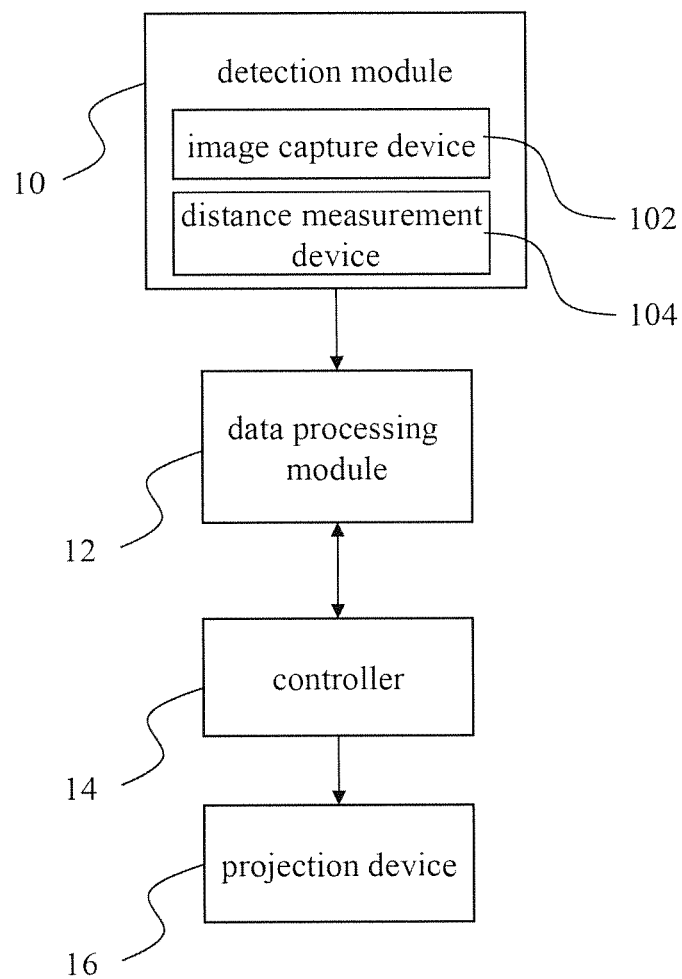 detection module
image capture device
10
102
distance measurement
device
104
data processing
module
12
controller
14
projection device
16